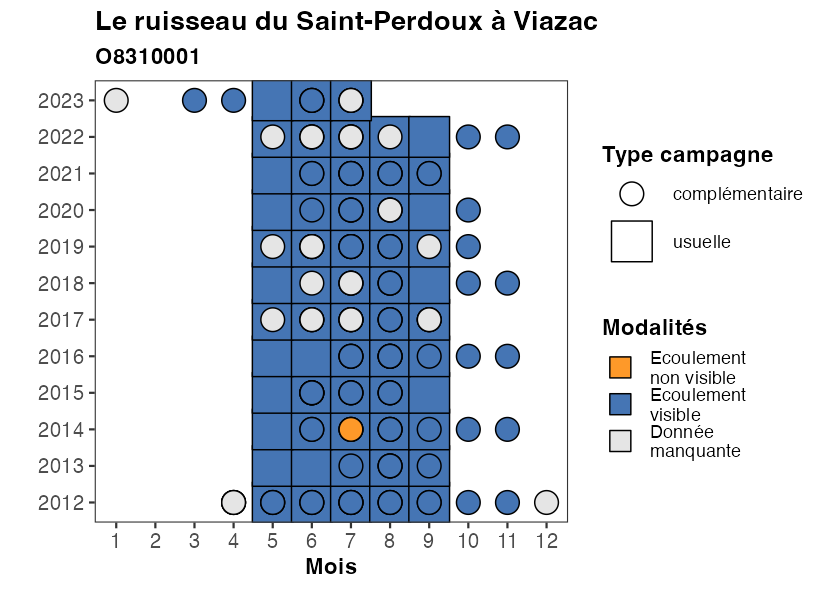 Le ruisseau du Saint-Perdoux à Viazac
O8310001
2023
2022
2021
2020
2019
2018
2017
2016
2015
2014
2013
2012
1 2 3 4 5 6 7 8 9 10 11 12
Mois
Type campagne
complémentaire
usuelle
Modalités
Ecoulement
non visible
Ecoulement
visible
Donnée
manquante